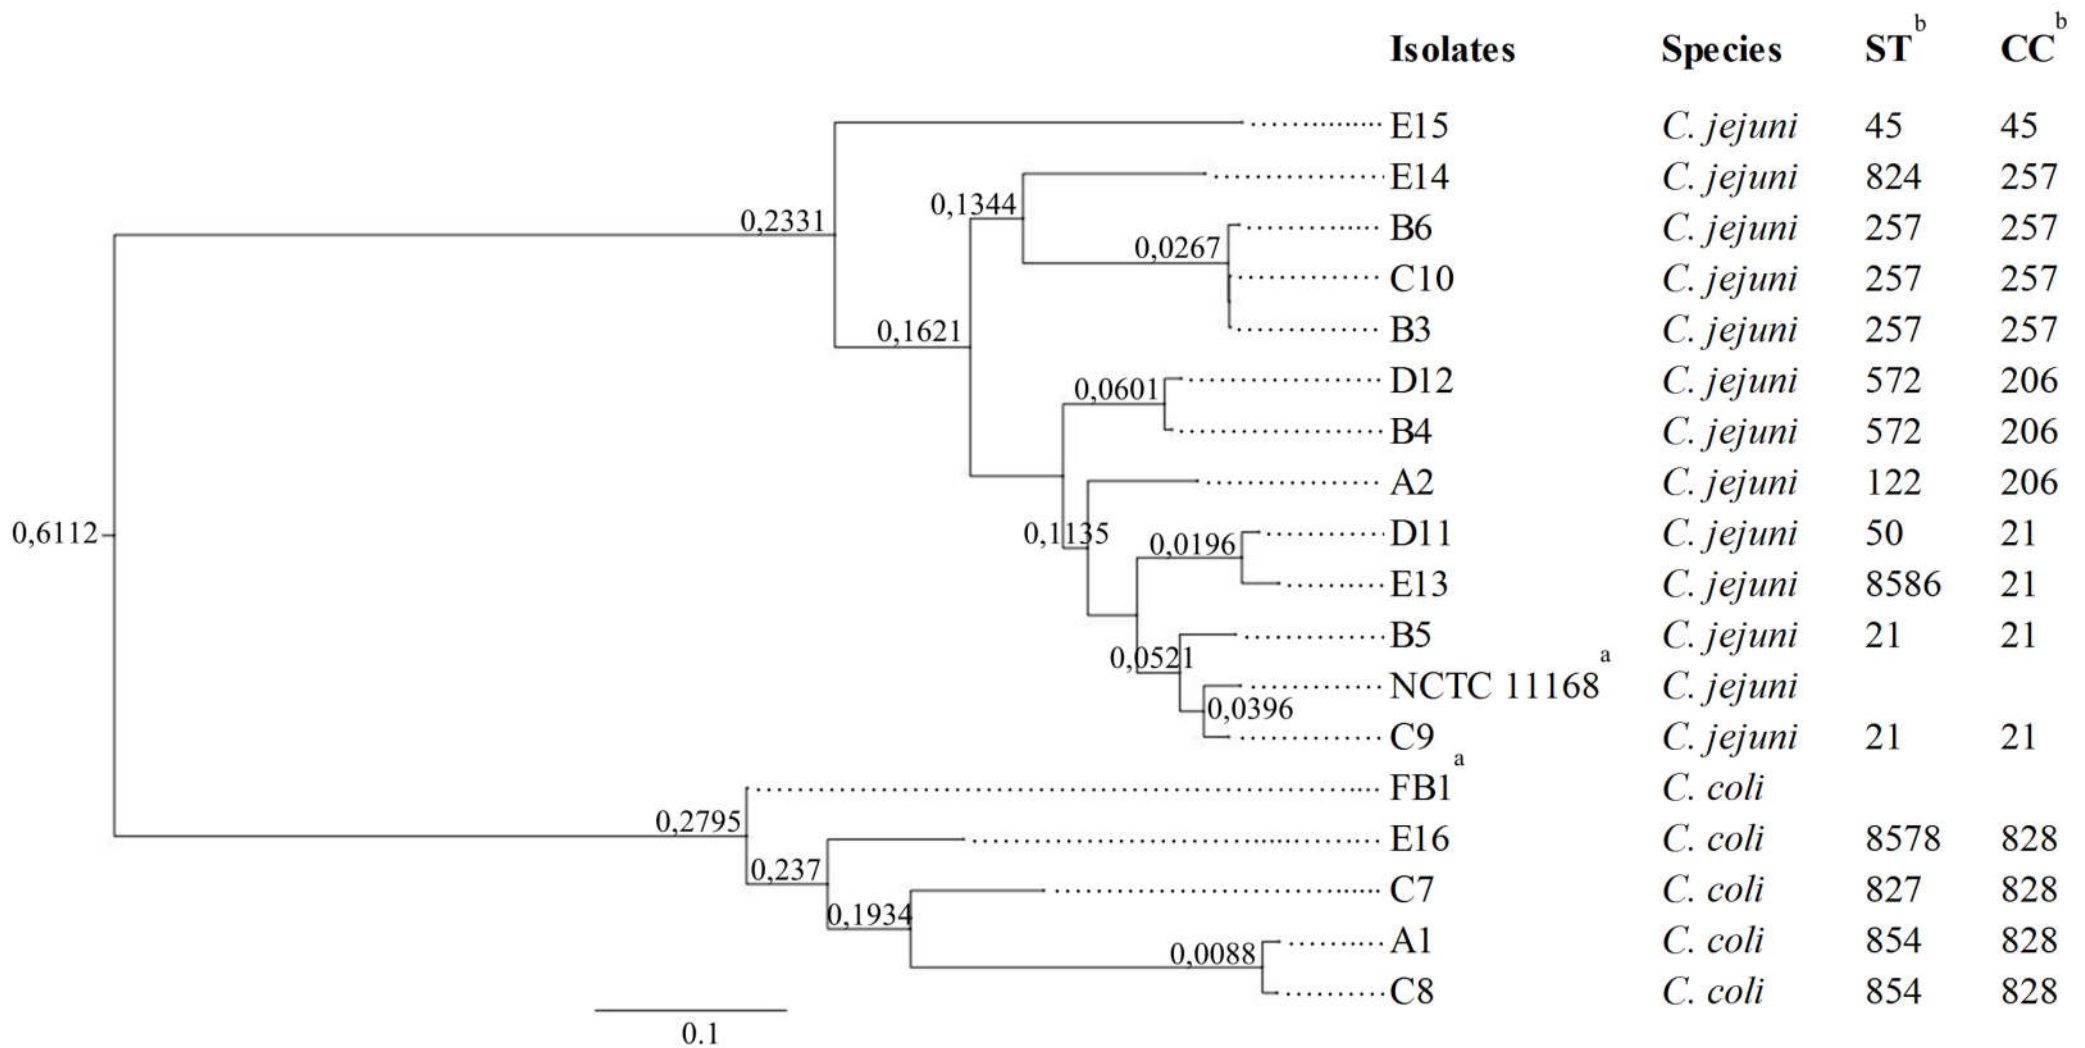 Isolates Species ST b CC b
E15 C. jejuni 45 45
E14 C. jejuni 824 257
0,1344
0,2331
B6 C. jejuni 257 257
0,0267
C10 C. jejuni 257 257
0,1621
B3 C. jejuni 257 257
0,0601
D12 C. jejuni 572 206
B4 C. jejuni 572 206
A2 C. jejuni 122 206
0,6112
0,1135
D11 C. jejuni 50 21
0,0196
E13 C. jejuni 8586 21
B5 C. jejuni 21 21
0,0521
NCTC 11168 a C. jejuni
0,0396
C9 C. jejuni 21 21
FB1 a C. coli
0,2795
E16 C. coli 8578 828
0,237
C7 C. coli 827 828
0,1934
A1 C. coli 854 828
0,0088
C8 C. coli 854 828
0.1